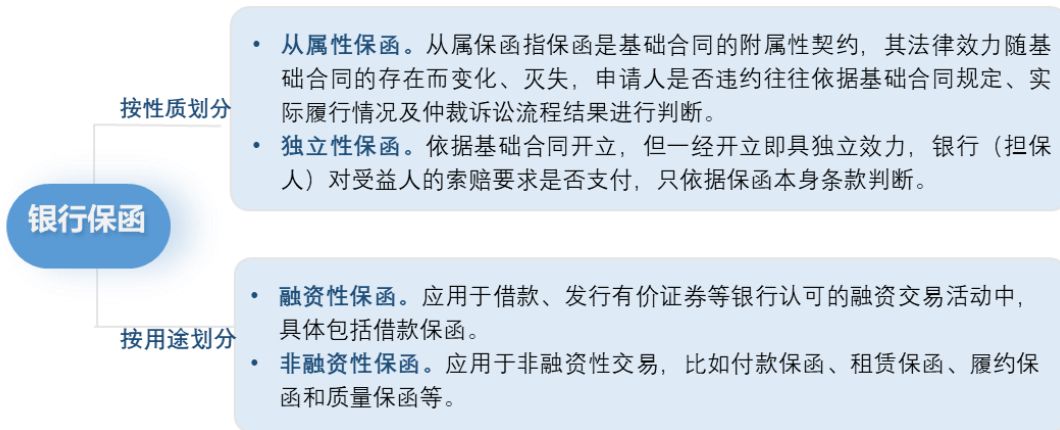 • 从属性保函。从属保函指保函是基础合同的附属性契约，其法律效力随基
础合同的存在而变化、灭失，申请人是否违约往往依据基础合同规定、实
际履行情况及仲裁诉讼流程结果进行判断。
按性质划分
• 独立性保函。依据基础合同开立，但一经开立即具独立效力，银行（担保
人）对受益人的索赔要求是否支付，只依据保函本身条款判断。
银行保函
• 融资性保函。应用于借款、发行有价证券等银行认可的融资交易活动中，
具体包括借款保函。
按用途划分
• 非融资性保函。应用于非融资性交易，比如付款保函、租赁保函、履约保
函和质量保函等。